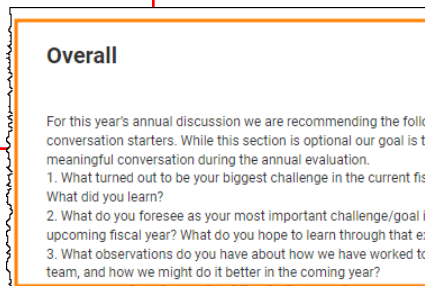 Overall
For this year's annual discussion we are recommending the
conversation starters. While this section is optional our goal is
meaningful conversation during the annual evaluation.
1. What turned out to be your biggest challenge in the current
What did you learn?
2. What do you foresee as your most important challenge/goal
upcoming fiscal year? What do you hope to learn through that
3. What observations do you have about how we have worked
team, and how we might do it better in the coming year?